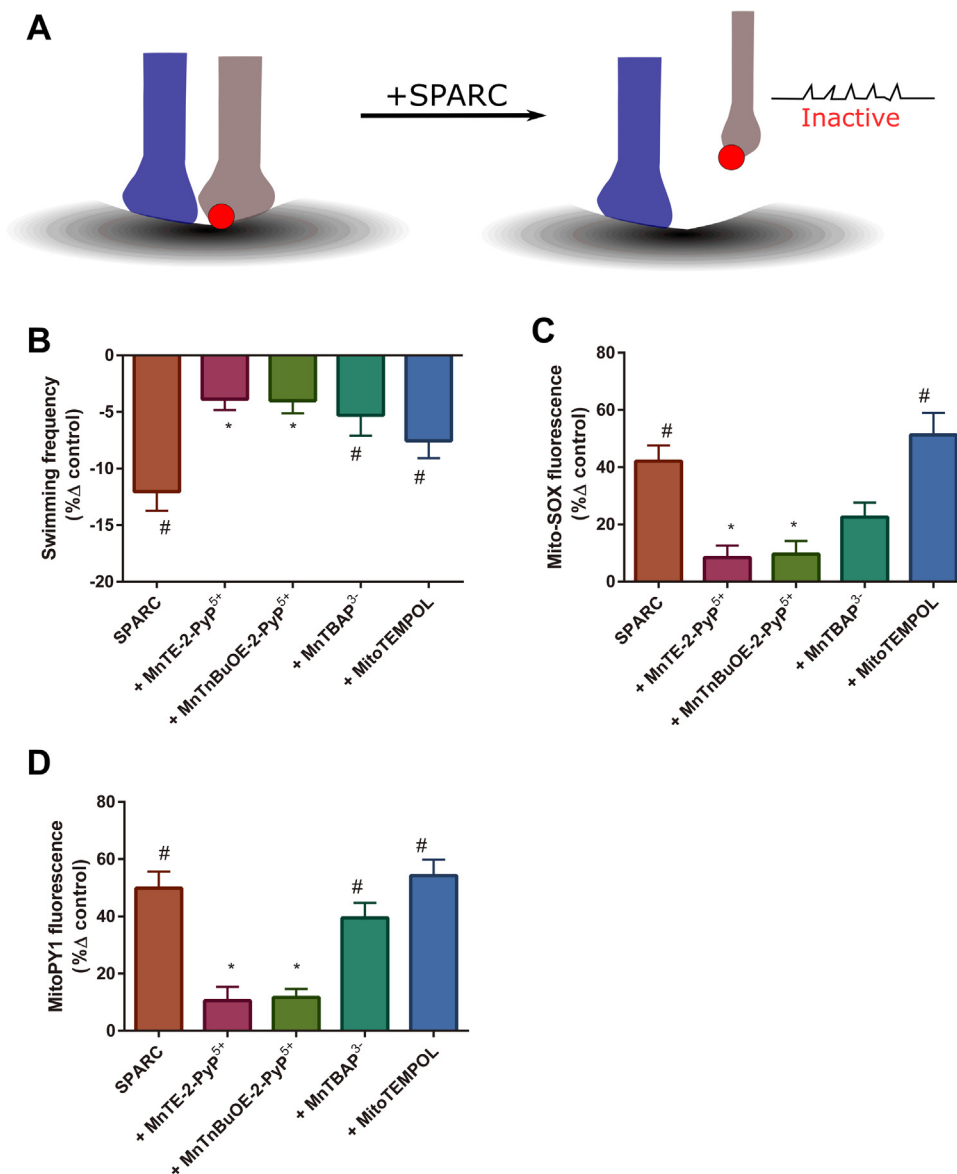 A
+SPARC
Inactive
B
Swimming frequency
(%Δ control)
0
-5
-10
-15
-20
#
*
*
#
#
SPARC
+ MnTE-2-PyP5+
+ MnTnBuOE-2-PyP5+
+ MnTBAP3-
+ MitoTEMPOL
C
Mito-SOX fluorescence
(%Δ control)
80
60
40
20
0
#
*
*
#
SPARC
+ MnTE-2-PyP5+
+ MnTnBuOE-2-PyP5+
+ MnTBAP3-
+ MitoTEMPOL
D
MitoPY1 fluorescence
(%Δ control)
80
60
40
20
0
#
*
*
#
#
SPARC
+ MnTE-2-PyP5+
+ MnTnBuOE-2-PyP5+
+ MnTBAP3-
+ MitoTEMPOL